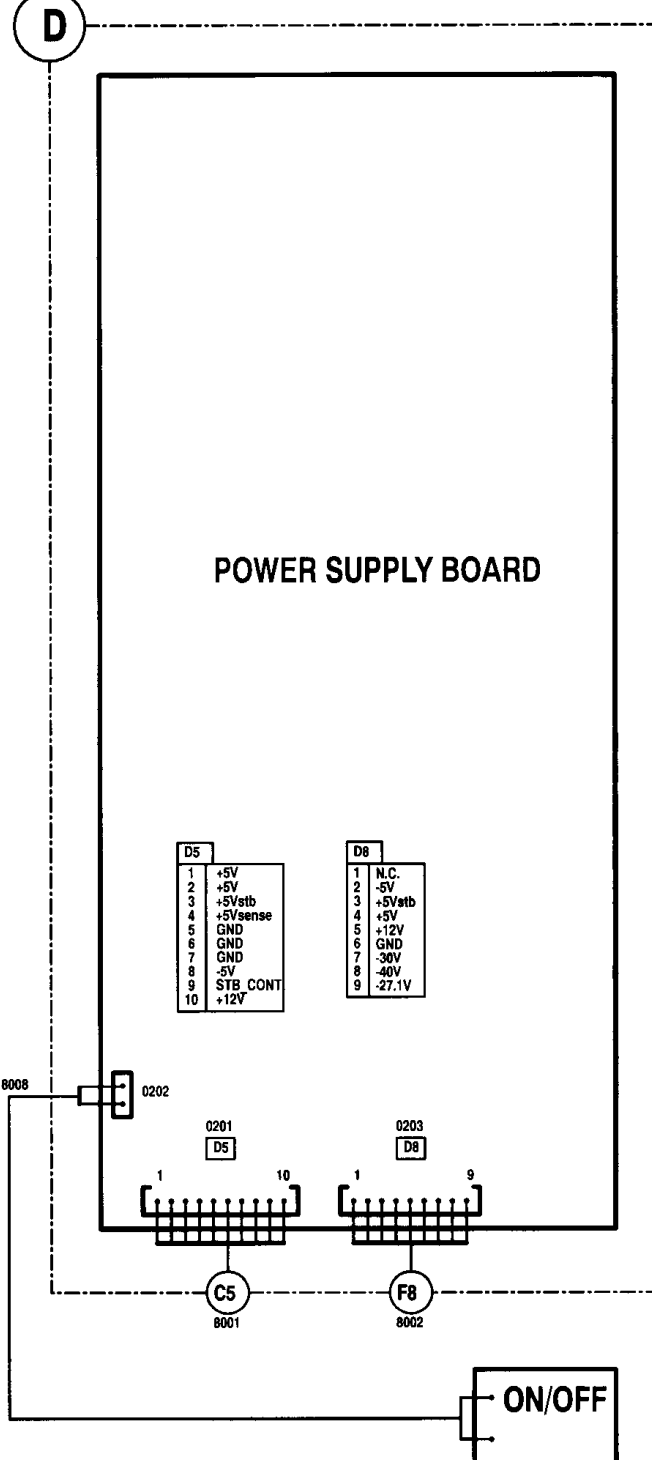 D
POWER SUPPLY BOARD
D5
1 +5V
2 +5V
3 +5Vstb
4 +5Vsense
5 GND
6 GND
7 GND
8 -5V
9 STB_CONT
10 +12V
D8
1 N.C.
2 -5V
3 +5Vstb
4 +5V
5 +12V
6 GND
7 -30V
8 -40V
9 -27.1V
8008
0202
0201
D5
1 10
0203
D8
1 9
C5
8001
F8
8002
ON/OFF